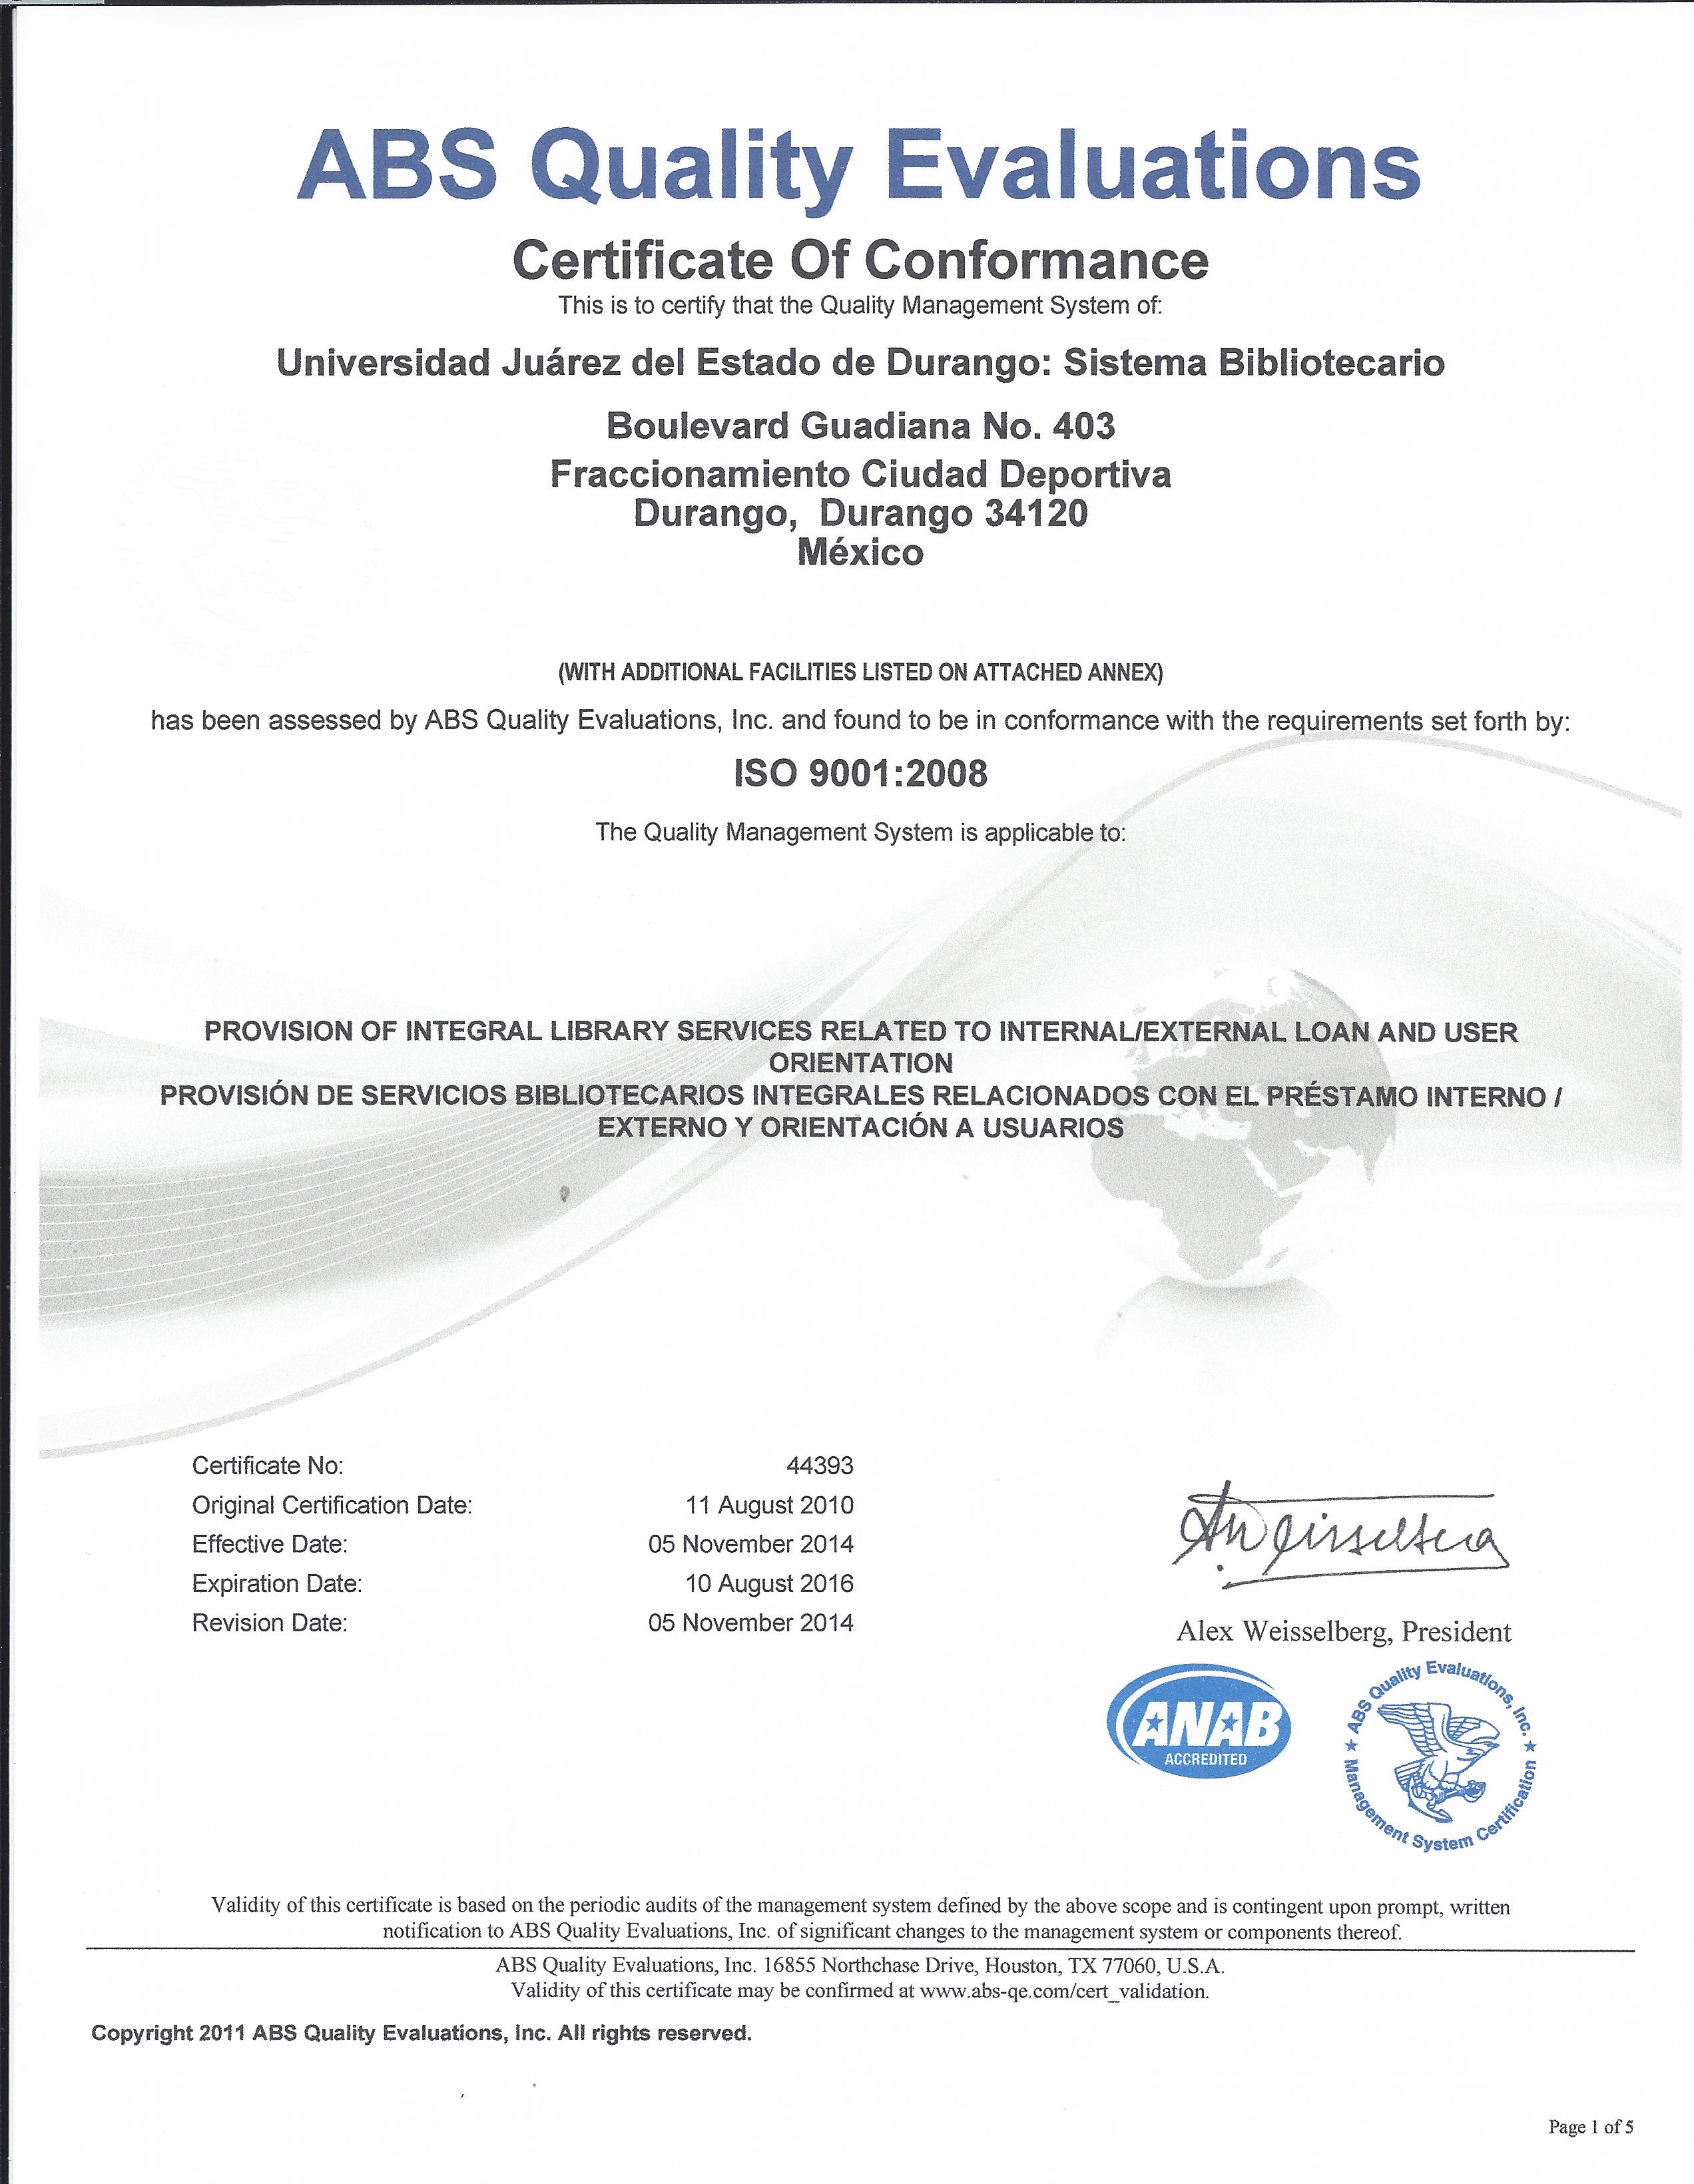 ABS Quality Evaluations
Certificate Of Conformance
This is to certify that the Quality Management System of:
Universidad Juárez del Estado de Durango: Sistema Bibliotecario
Boulevard Guadiana No. 403
Fraccionamiento Ciudad Deportiva
Durango, Durango 34120
México
(WITH ADDITIONAL FACILITIES LISTED ON ATTACHED ANNEX)
has been assessed by ABS Quality Evaluations, Inc. and found to be in conformance with the requirements set forth by:
ISO 9001:2008
The Quality Management System is applicable to:
PROVISION OF INTEGRAL LIBRARY SERVICES RELATED TO INTERNAL/EXTERNAL LOAN AND USER
ORIENTATION
PROVISIÓN DE SERVICIOS BIBLIOTECARIOS INTEGRALES RELACIONADOS CON EL PRÉSTAMO INTERNO /
EXTERNO Y ORIENTACIÓN A USUARIOS
Certificate No: 44393
Original Certification Date: 11 August 2010
Effective Date: 05 November 2014
Expiration Date: 10 August 2016
Revision Date: 05 November 2014
AWeisselberg
Alex Weisselberg, President
ANAB
ACCREDITED
ABS Quality Evaluations, Inc.
Management System Certification
Validity of this certificate is based on the periodic audits of the management system defined by the above scope and is contingent upon prompt, written
notification to ABS Quality Evaluations, Inc. of significant changes to the management system or components thereof.
ABS Quality Evaluations, Inc. 16855 Northchase Drive, Houston, TX 77060, U.S.A.
Validity of this certificate may be confirmed at www.abs-qe.com/cert_validation.
Copyright 2011 ABS Quality Evaluations, Inc. All rights reserved.
Page 1 of 5